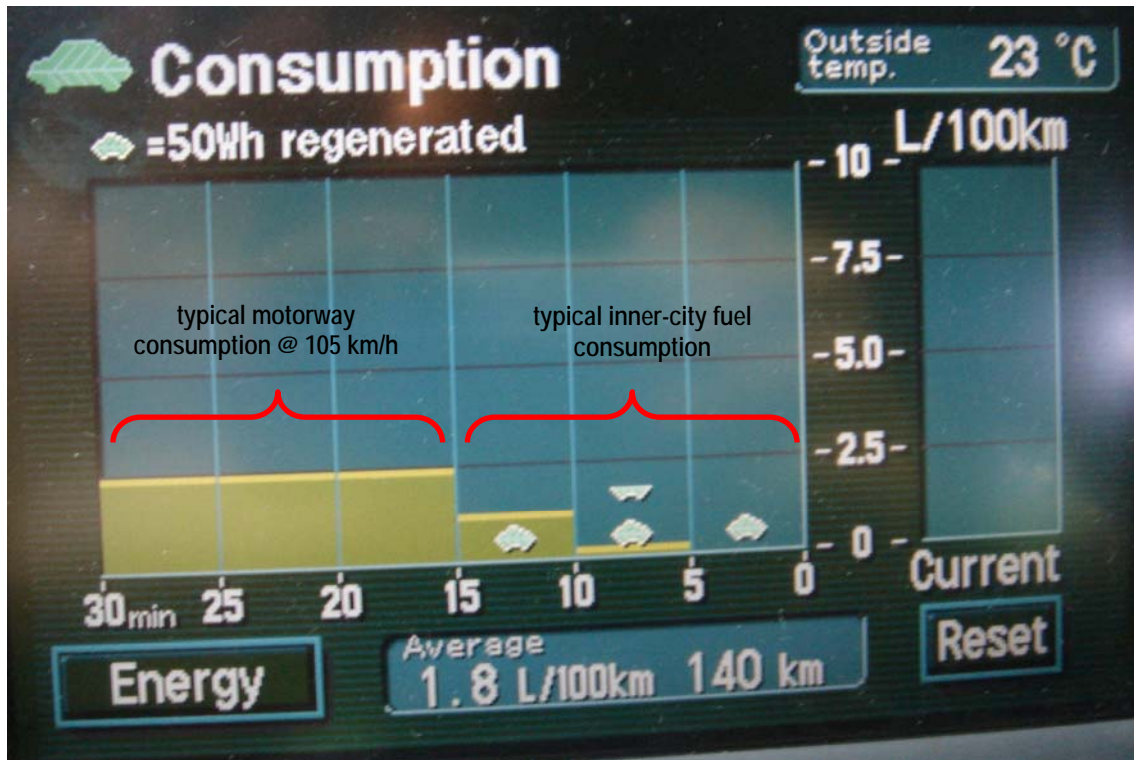 Consumption
Outside
temp. 23 °C
=50Wh regenerated
L/100km
10
7.5
5.0
2.5
0
typical motorway
consumption @ 105 km/h
typical inner-city fuel
consumption
30 min 25 20 15 10 5 0
Current
Energy
Average
1.8 L/100km 140 km
Reset